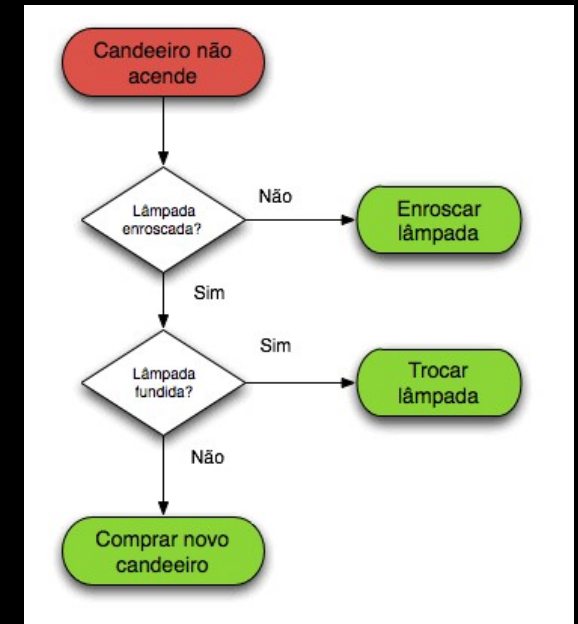 Candeeiro não
acende
Lâmpada
enroscada?
Não
Enroscar
lâmpada
Sim
Lâmpada
fundida?
Sim
Trocar
lâmpada
Não
Comprar novo
candeeiro